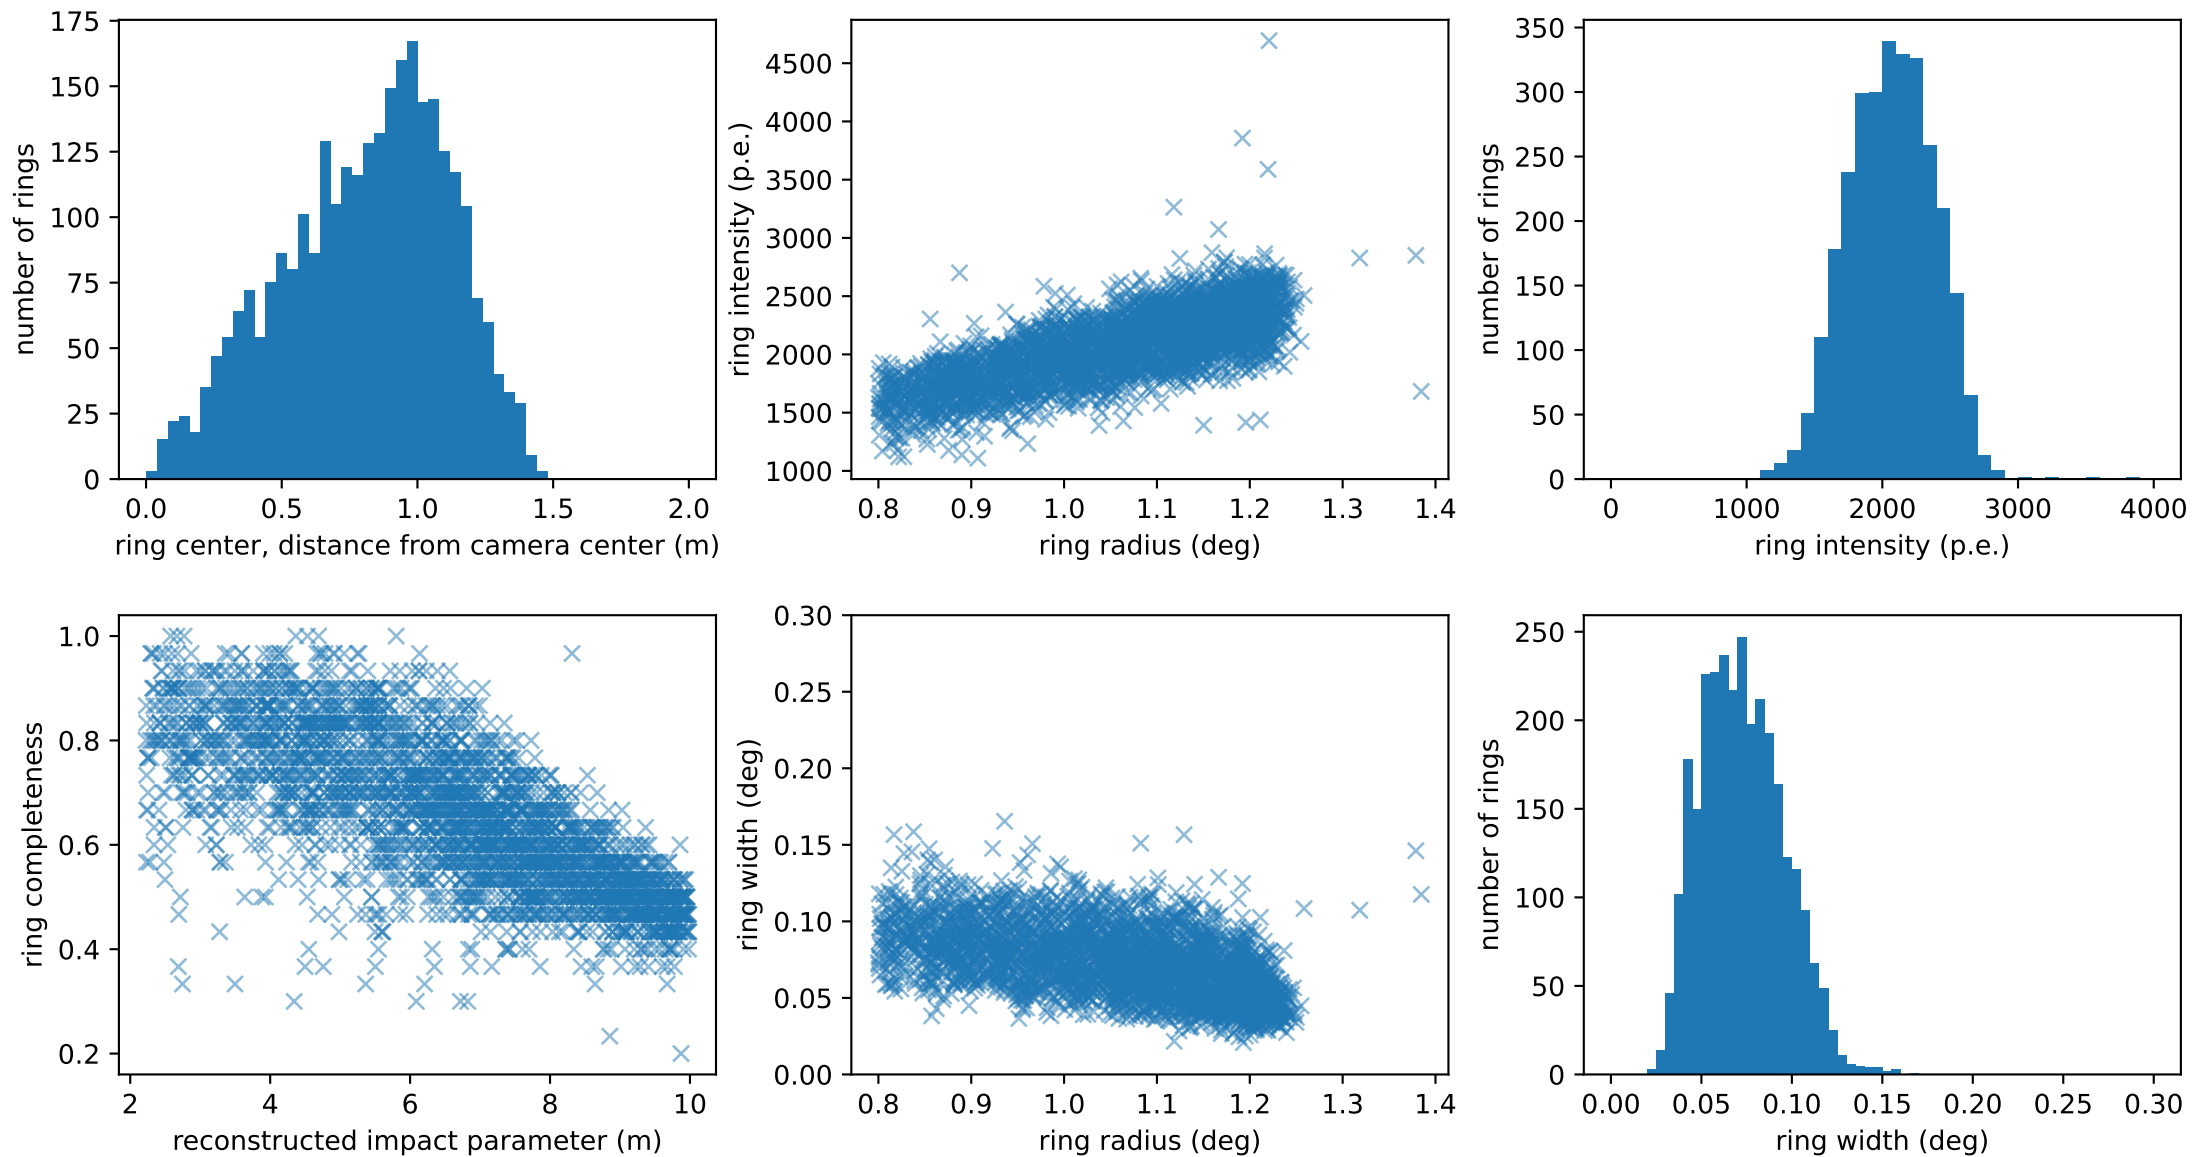 175
150
125
100
75
50
25
0
number of rings
0.0 0.5 1.0 1.5 2.0
ring center, distance from camera center (m)
4500
4000
3500
3000
2500
2000
1500
1000
ring intensity (p.e.)
0.8 0.9 1.0 1.1 1.2 1.3 1.4
ring radius (deg)
350
300
250
200
150
100
50
0
number of rings
0 1000 2000 3000 4000
ring intensity (p.e.)
1.0
0.8
0.6
0.4
0.2
ring completeness
2 4 6 8 10
reconstructed impact parameter (m)
0.30
0.25
0.20
0.15
0.10
0.05
0.00
ring width (deg)
0.8 0.9 1.0 1.1 1.2 1.3 1.4
ring radius (deg)
250
200
150
100
50
0
number of rings
0.00 0.05 0.10 0.15 0.20 0.25 0.30
ring width (deg)